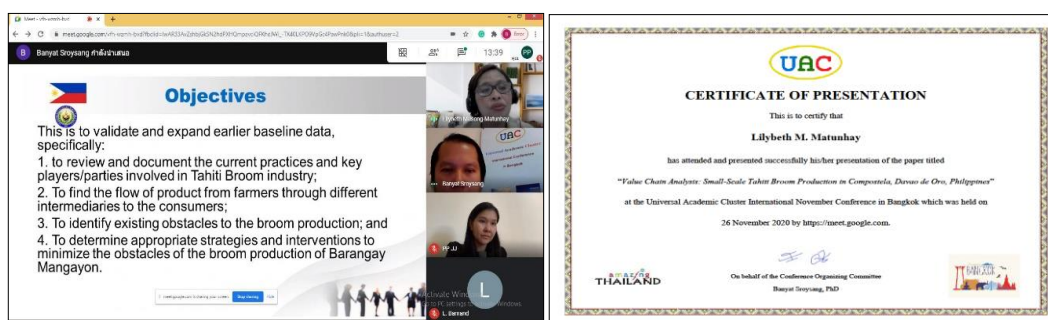 Meet - vfn-wsmh-bvd
Banyat Sroysang กำลังนำเสนอ
13:39
PP
Objectives
This is to validate and expand earlier baseline data,
specifically:
1. to review and document the current practices and key
players/parties involved in Tahiti Broom industry;
2. To find the flow of product from farmers through different
intermediaries to the consumers;
3. To identify existing obstacles to the broom production; and
4. To determine appropriate strategies and interventions to
minimize the obstacles of the broom production of Barangay
Mangayon.
Stop sharing
Hide
UAC
Banyat Sroysang
PP JJ
L
L. Bernard
UAC
CERTIFICATE OF PRESENTATION
This is to certify that
Lilybeth M. Matunhay
has attended and presented successfully his/her presentation of the paper titled
“Value Chain Analysis: Small-Scale Tahiti Broom Production in Compostela, Davao de Oro, Philippines”
at the Universal Academic Cluster International November Conference in Bangkok which was held on
26 November 2020 by https://meet.google.com.
On behalf of the Conference Organizing Committee
Banyat Sroysang, PhD
amazing
THAILAND
BANGKOK